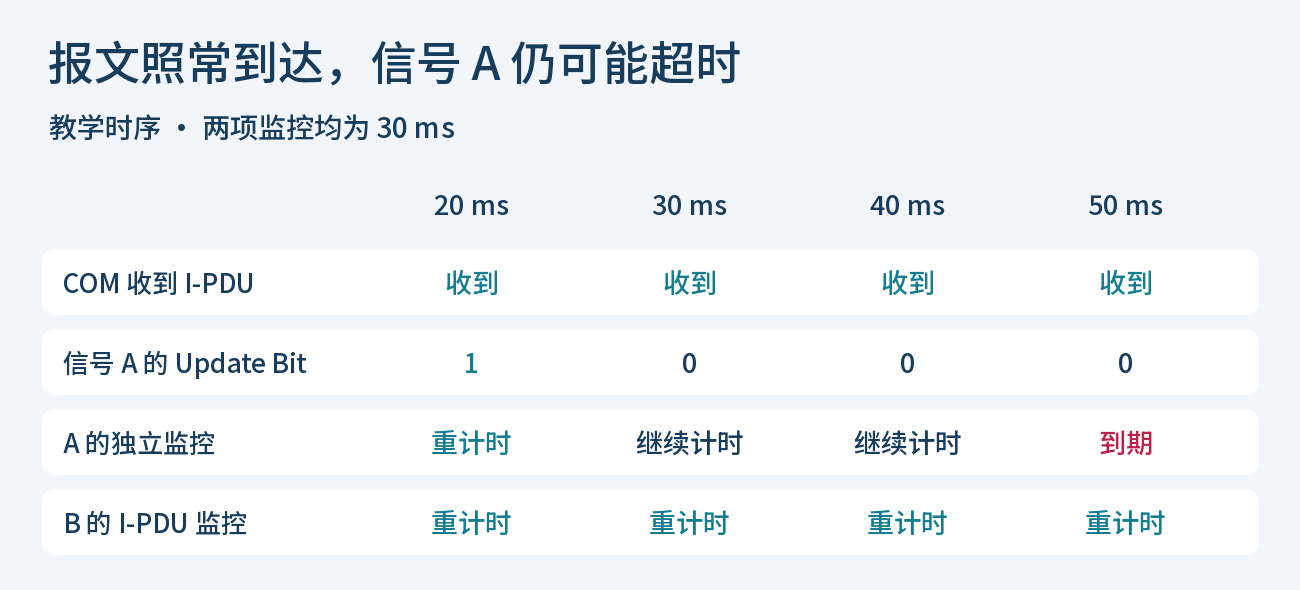 报文照常到达，信号 A 仍可能超时
教学时序 · 两项监控均为 30 ms
20 ms 30 ms 40 ms 50 ms
COM 收到 I-PDU 收到 收到 收到 收到
信号 A 的 Update Bit 1 0 0 0
A 的独立监控 重计时 继续计时 继续计时 到期
B 的 I-PDU 监控 重计时 重计时 重计时 重计时